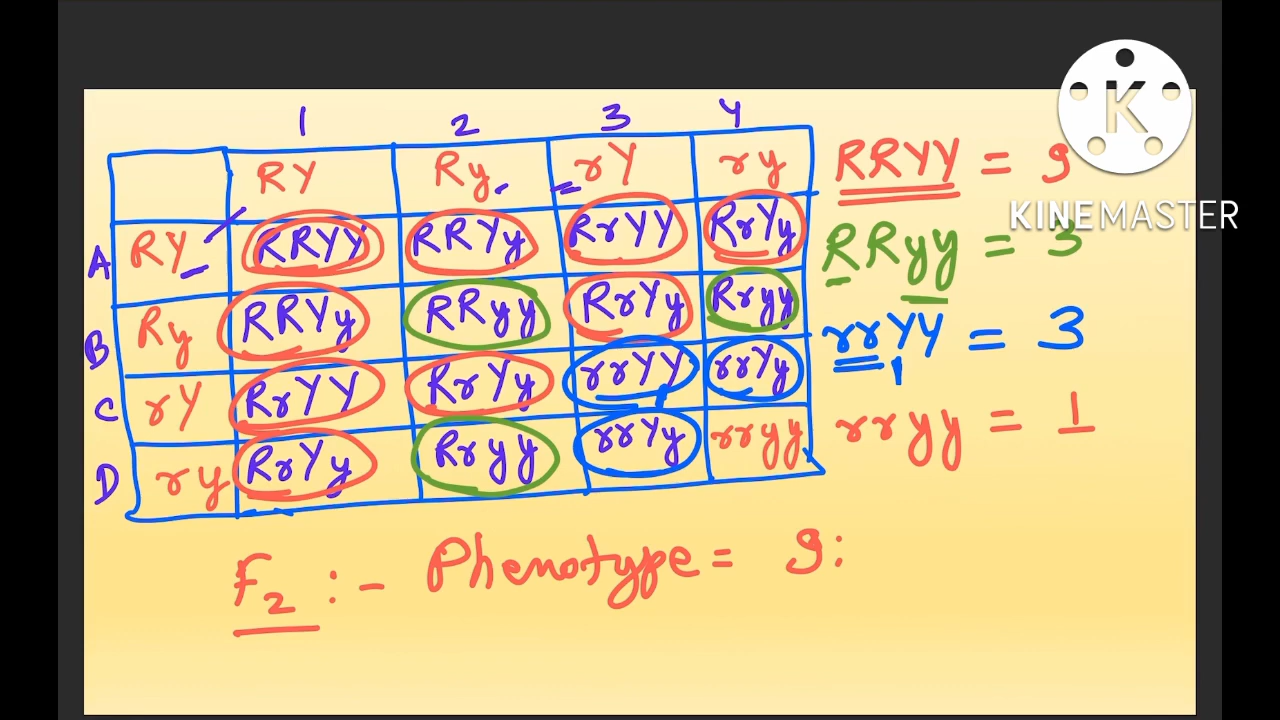 1 2 3 4
RY Ry rY ry
A RY RRYY RRYy RrYY RrYy
B Ry RRYy RRyy RrYy Rryy
C rY RrYY RrYy rrYY rrYy
D ry RrYy Rryy rrYy rryy
RRYY = 9
RRyy = 3
rrYY = 3
rryy = 1
F2 :- Phenotype = 9:
K
KINEMASTER